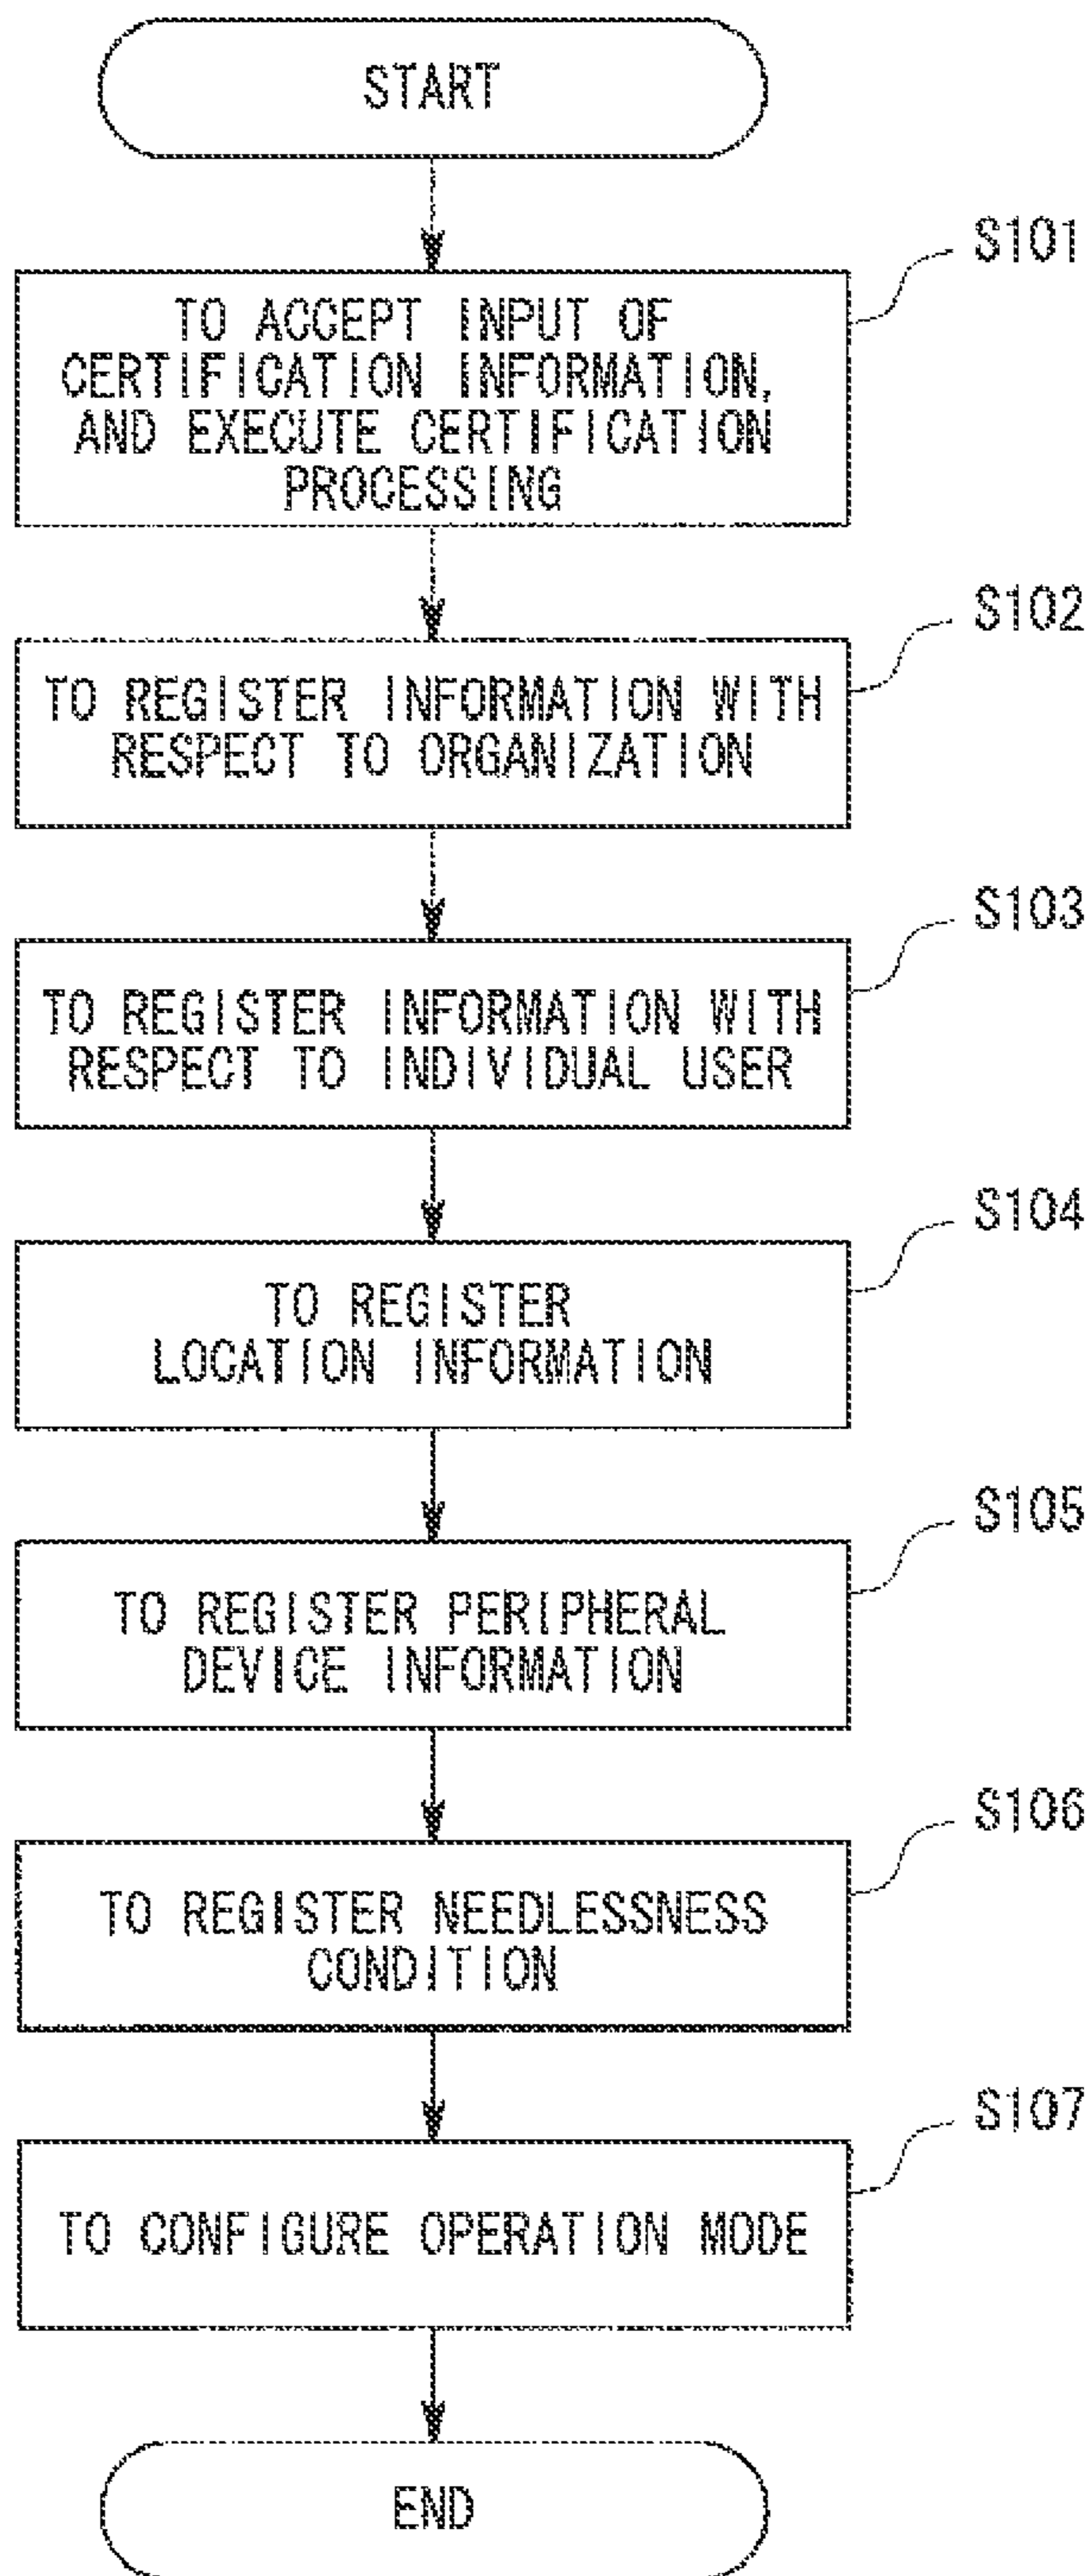 START
S101
TO ACCEPT INPUT OF
CERTIFICATION INFORMATION,
AND EXECUTE CERTIFICATION
PROCESSING
S102
TO REGISTER INFORMATION WITH
RESPECT TO ORGANIZATION
S103
TO REGISTER INFORMATION WITH
RESPECT TO INDIVIDUAL USER
S104
TO REGISTER
LOCATION INFORMATION
S105
TO REGISTER PERIPHERAL
DEVICE INFORMATION
S106
TO REGISTER NEEDLESSNESS
CONDITION
S107
TO CONFIGURE OPERATION MODE
END